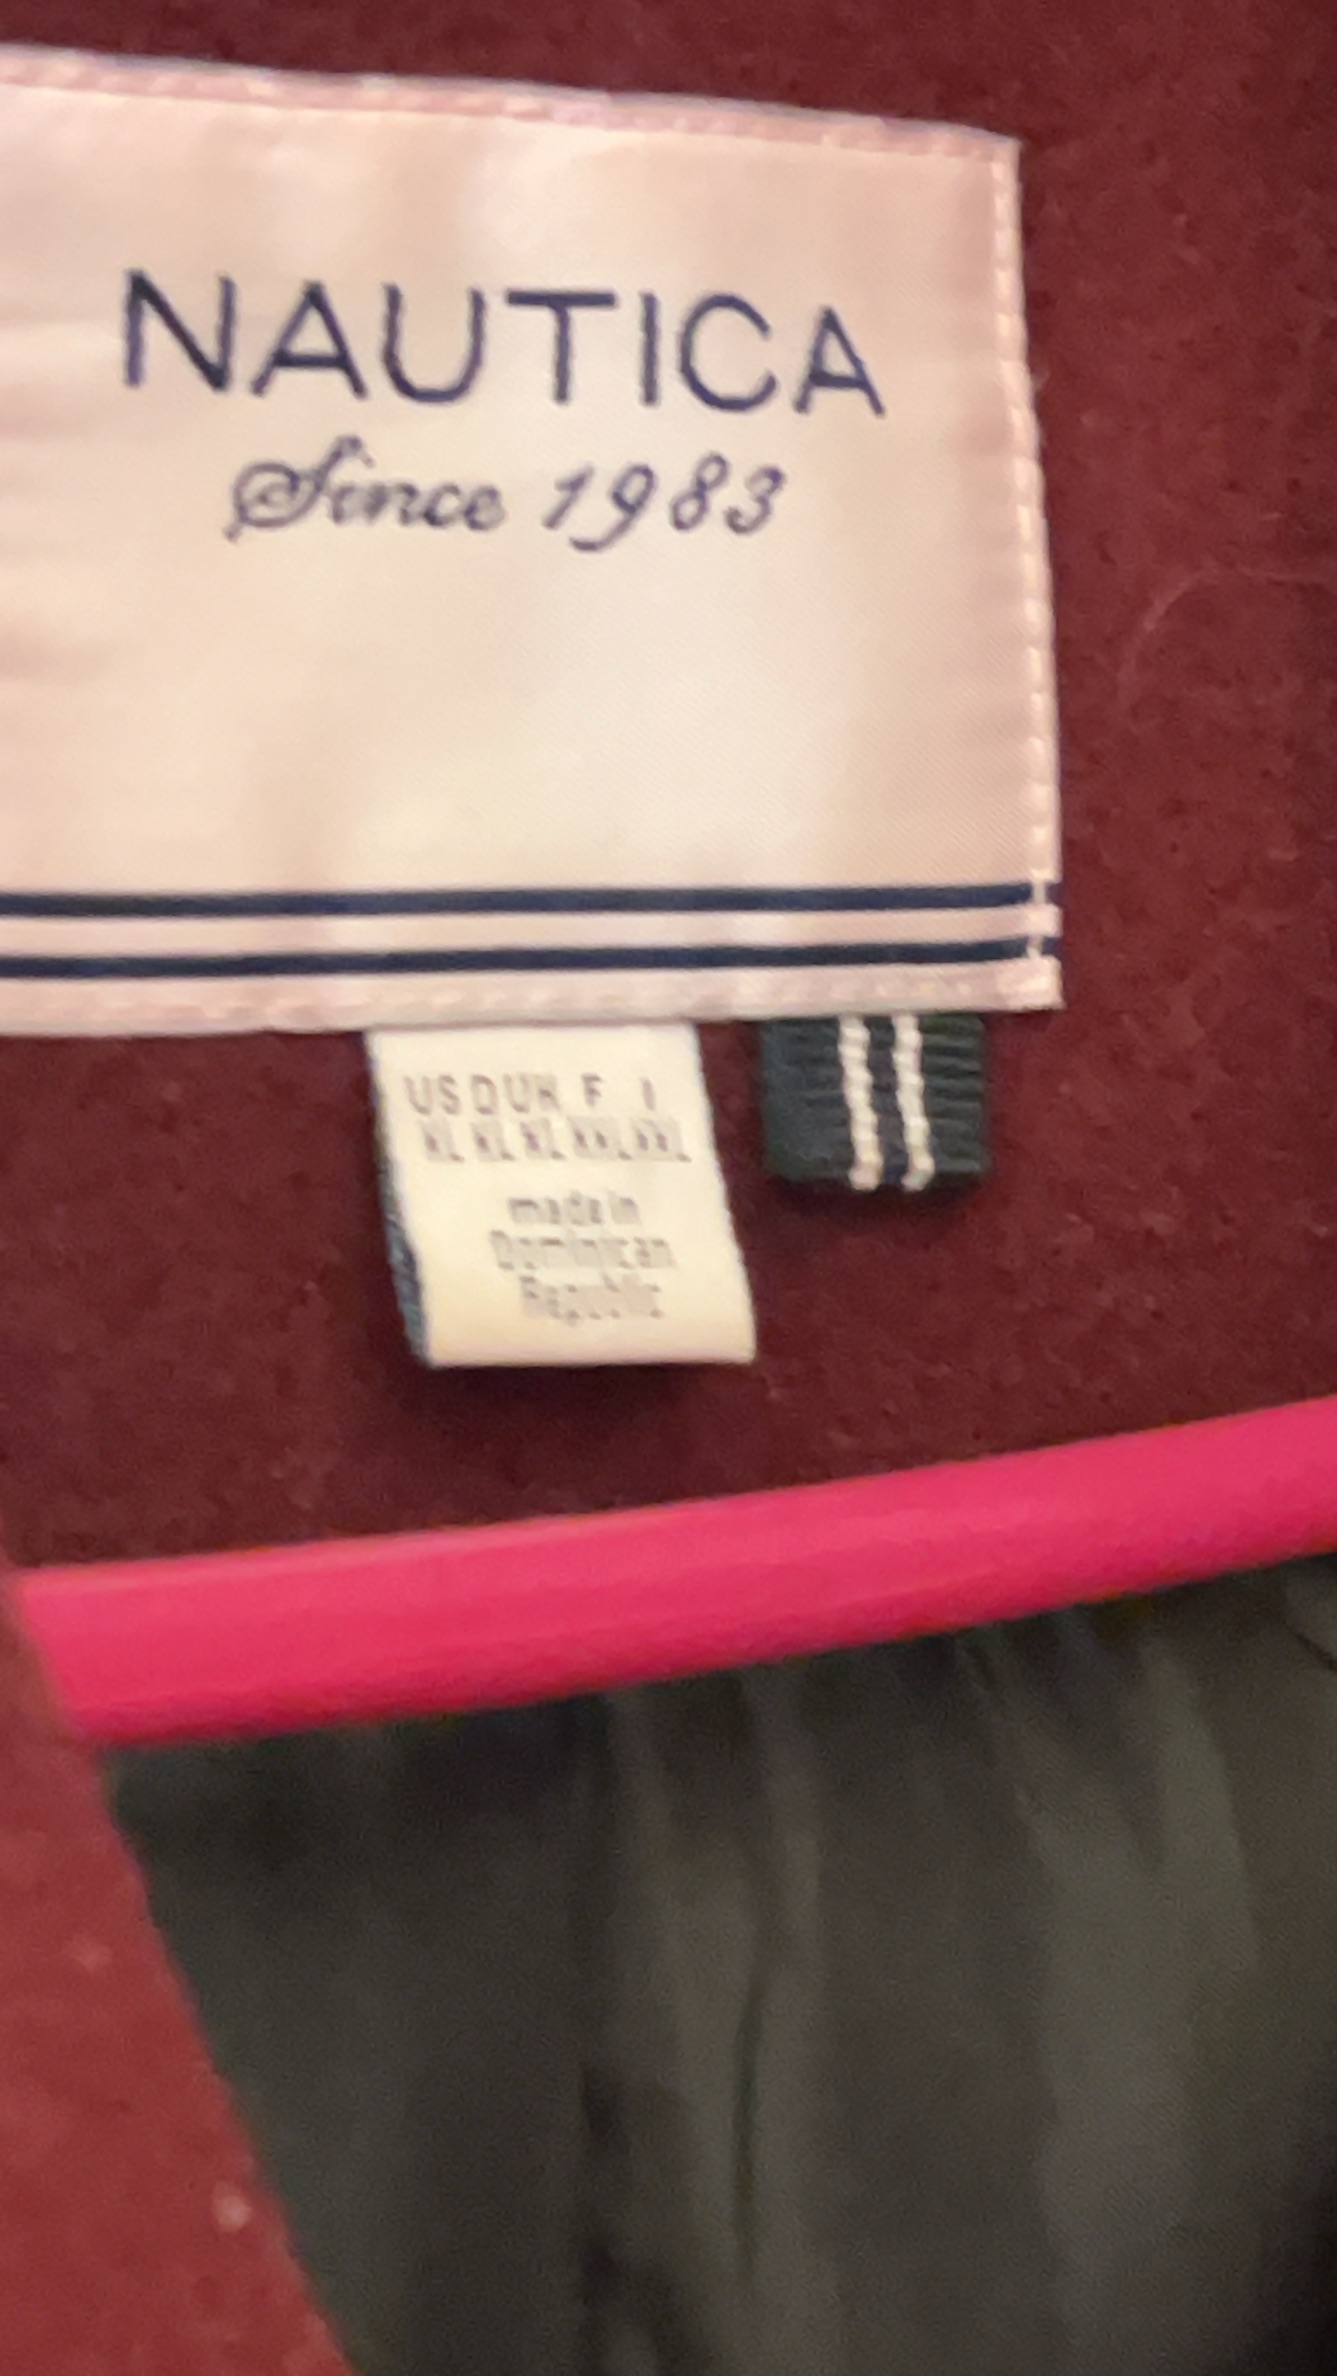 NAUTICA
Since 1983
US D UK F I
XL XL XL XXL XXL
made in
Dominican
Republic